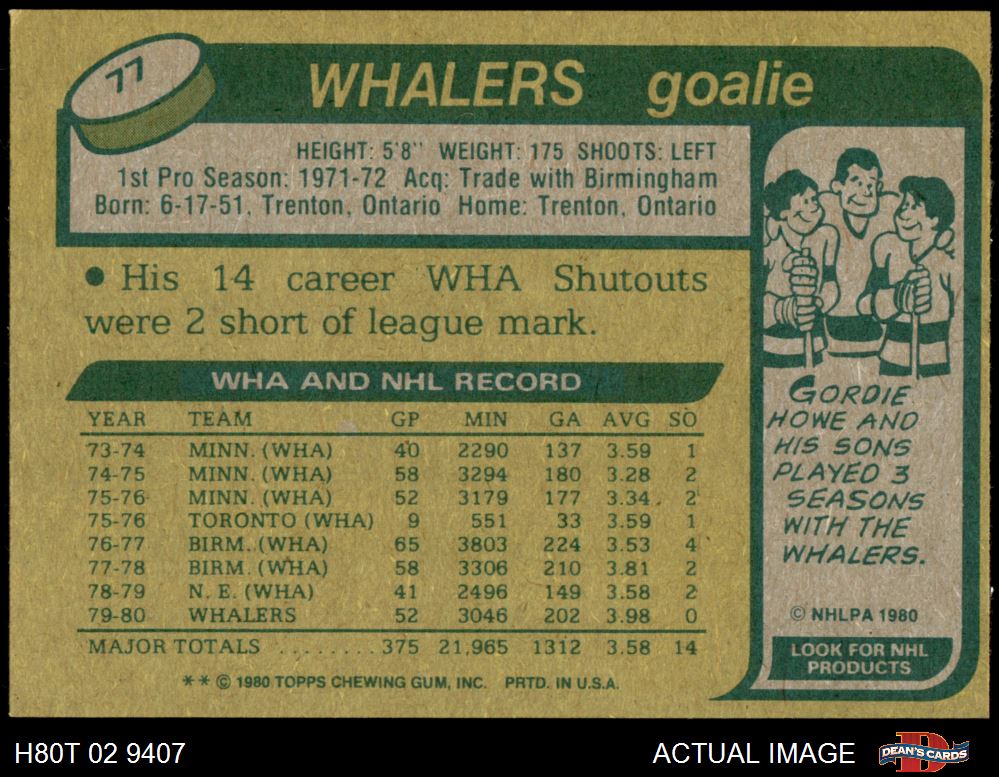 77
WHALERS goalie
HEIGHT: 5'8" WEIGHT: 175 SHOOTS: LEFT
1st Pro Season: 1971-72 Acq: Trade with Birmingham
Born: 6-17-51, Trenton, Ontario Home: Trenton, Ontario
● His 14 career WHA Shutouts
were 2 short of league mark.
WHA AND NHL RECORD
YEAR TEAM GP MIN GA AVG SO
73-74 MINN. (WHA) 40 2290 137 3.59 1
74-75 MINN. (WHA) 58 3294 180 3.28 2
75-76 MINN. (WHA) 52 3179 177 3.34 2
75-76 TORONTO (WHA) 9 551 33 3.59 1
76-77 BIRM. (WHA) 65 3803 224 3.53 4
77-78 BIRM. (WHA) 58 3306 210 3.81 2
78-79 N. E. (WHA) 41 2496 149 3.58 2
79-80 WHALERS 52 3046 202 3.98 0
MAJOR TOTALS ........ 375 21,965 1312 3.58 14
** © 1980 TOPPS CHEWING GUM, INC. PRTD. IN U.S.A.
GORDIE
HOWE AND
HIS SONS
PLAYED 3
SEASONS
WITH THE
WHALERS.
© NHLPA 1980
LOOK FOR NHL
PRODUCTS
H80T 02 9407
ACTUAL IMAGE
DEAN'S CARDS